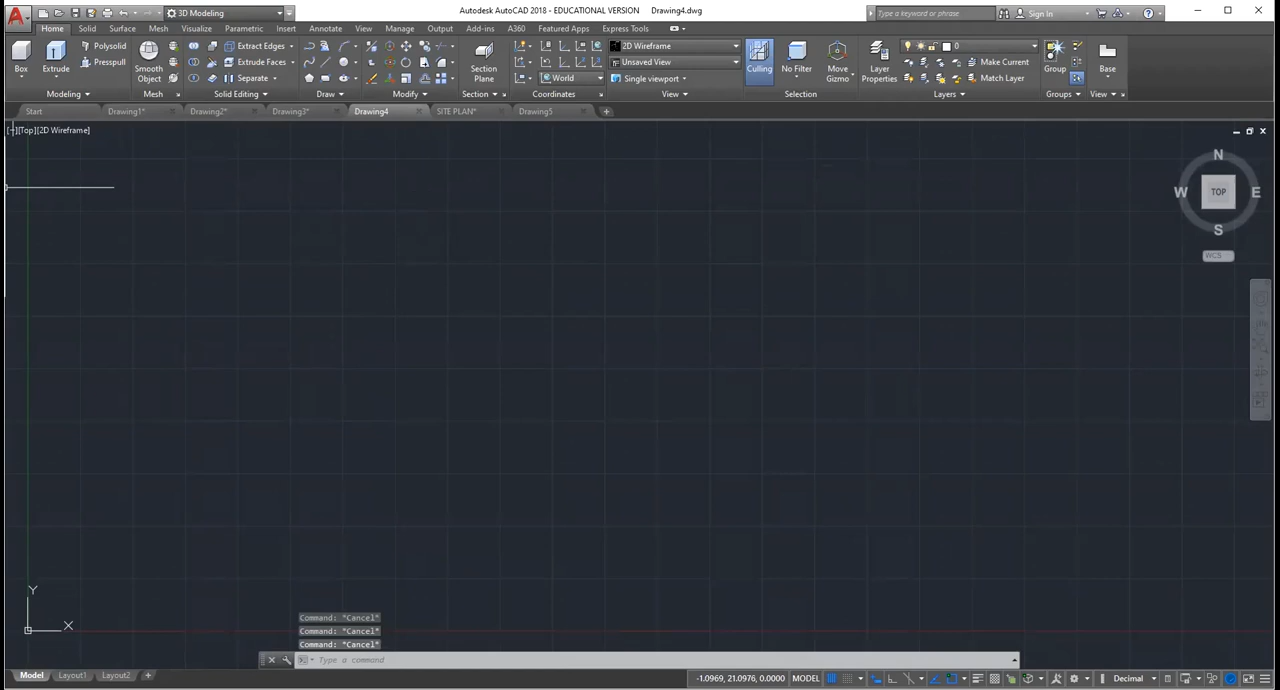 3D Modeling Autodesk AutoCAD 2018 - EDUCATIONAL VERSION Drawing4.dwg Type a keyword or phrase Sign In
Home Solid Surface Mesh Visualize Parametric Insert Annotate View Manage Output Add-ins A360 Featured Apps Express Tools
Polysolid Extract Edges 2D Wireframe 0
Box Extrude Presspull Smooth Object Extrude Faces Section Plane Unsaved View Culling No Filter Move Gizmo Layer Properties Make Current Group Base
Separate World Single viewport Match Layer
Modeling Mesh Solid Editing Draw Modify Section Coordinates View Selection Layers Groups View
Start Drawing1* Drawing2* Drawing3* Drawing4 SITE PLAN* Drawing5
[−][Top][2D Wireframe]
N
W TOP E
S
WCS
Y
X
Command: *Cancel*
Command: *Cancel*
Command: *Cancel*
Type a command
Model Layout1 Layout2 + -1.0969, 21.0976, 0.0000 MODEL Decimal